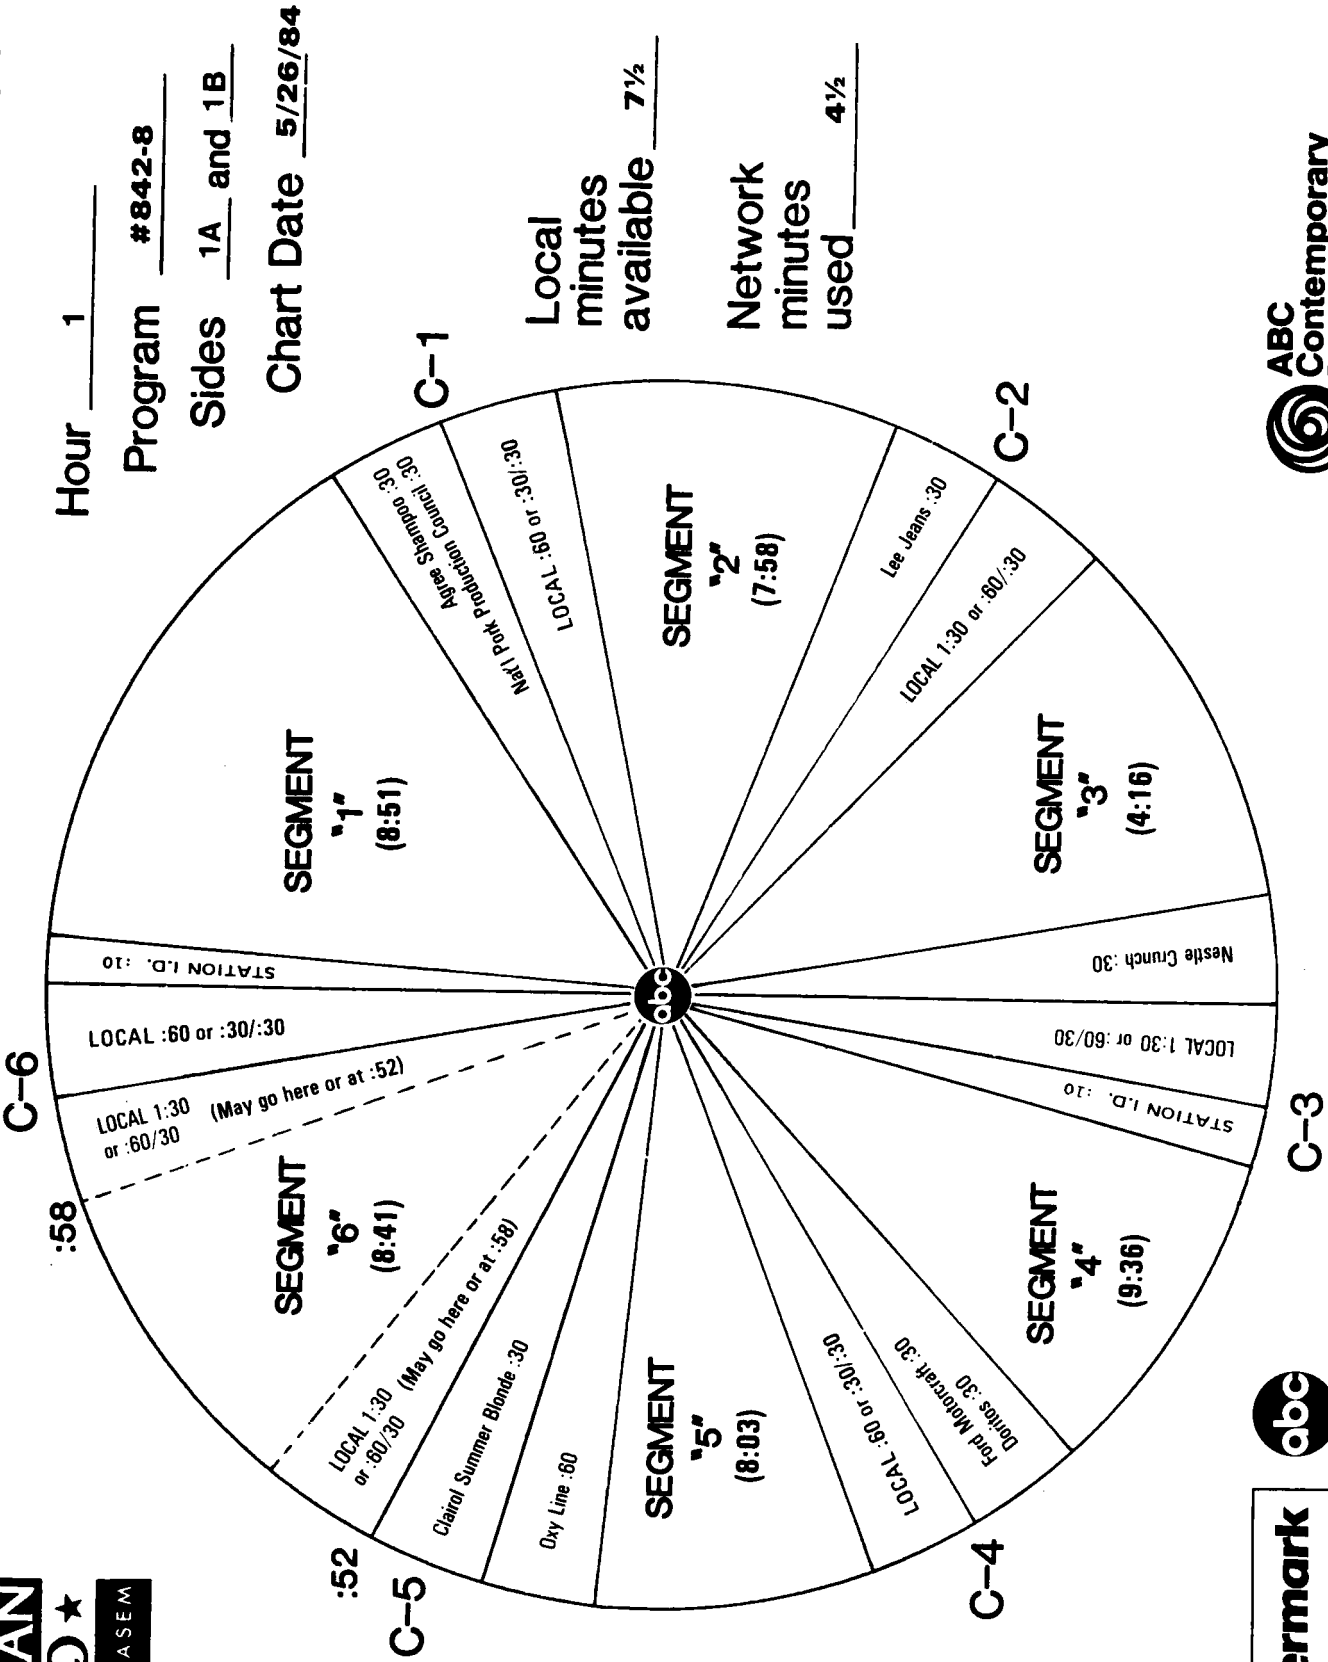 Hour 1
Program #842-8
Sides 1A and 1B
Chart Date 5/26/84
Local
minutes
available 7½
Network
minutes
used 4½
SEGMENT
"1"
(8:51)
Agree Shampoo :30
Nat'l Pork Production Council :30
C-1
LOCAL :60 or :30/:30
SEGMENT
"2"
(7:58)
Lee Jeans :30
C-2
LOCAL 1:30 or :60/:30
SEGMENT
"3"
(4:16)
Nestle Crunch :30
LOCAL 1:30 or :60/30
C-3
STATION I.D. :10
SEGMENT
"4"
(9:36)
Doritos :30
Ford Motorcraft :30
C-4
LOCAL :60 or :30/:30
SEGMENT
"5"
(8:03)
Oxy Line :60
Clairol Summer Blonde :30
C-5
:52
LOCAL 1:30 (May go here or at :58)
or :60/30
SEGMENT
"6"
(8:41)
:58
LOCAL 1:30 (May go here or at :52)
or :60/30
C-6
LOCAL :60 or :30/:30
STATION I.D. :10
abc
abc
ABC
Contemporary